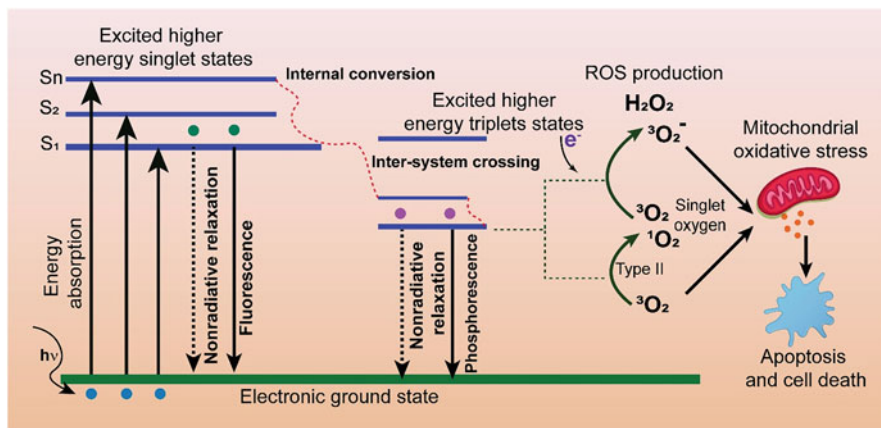 Excited higher
energy singlet states
Sn
S₂
S₁
Internal conversion
Excited higher
energy triplets states
Inter-system crossing
Energy
absorption
Nonradiative relaxation
Fluorescence
Nonradiative
relaxation
Phosphorescence
hν
Electronic ground state
ROS production
H₂O₂
³O₂⁻
e⁻
³O₂
Singlet
oxygen
¹O₂
Type II
³O₂
Mitochondrial
oxidative stress
Apoptosis
and cell death